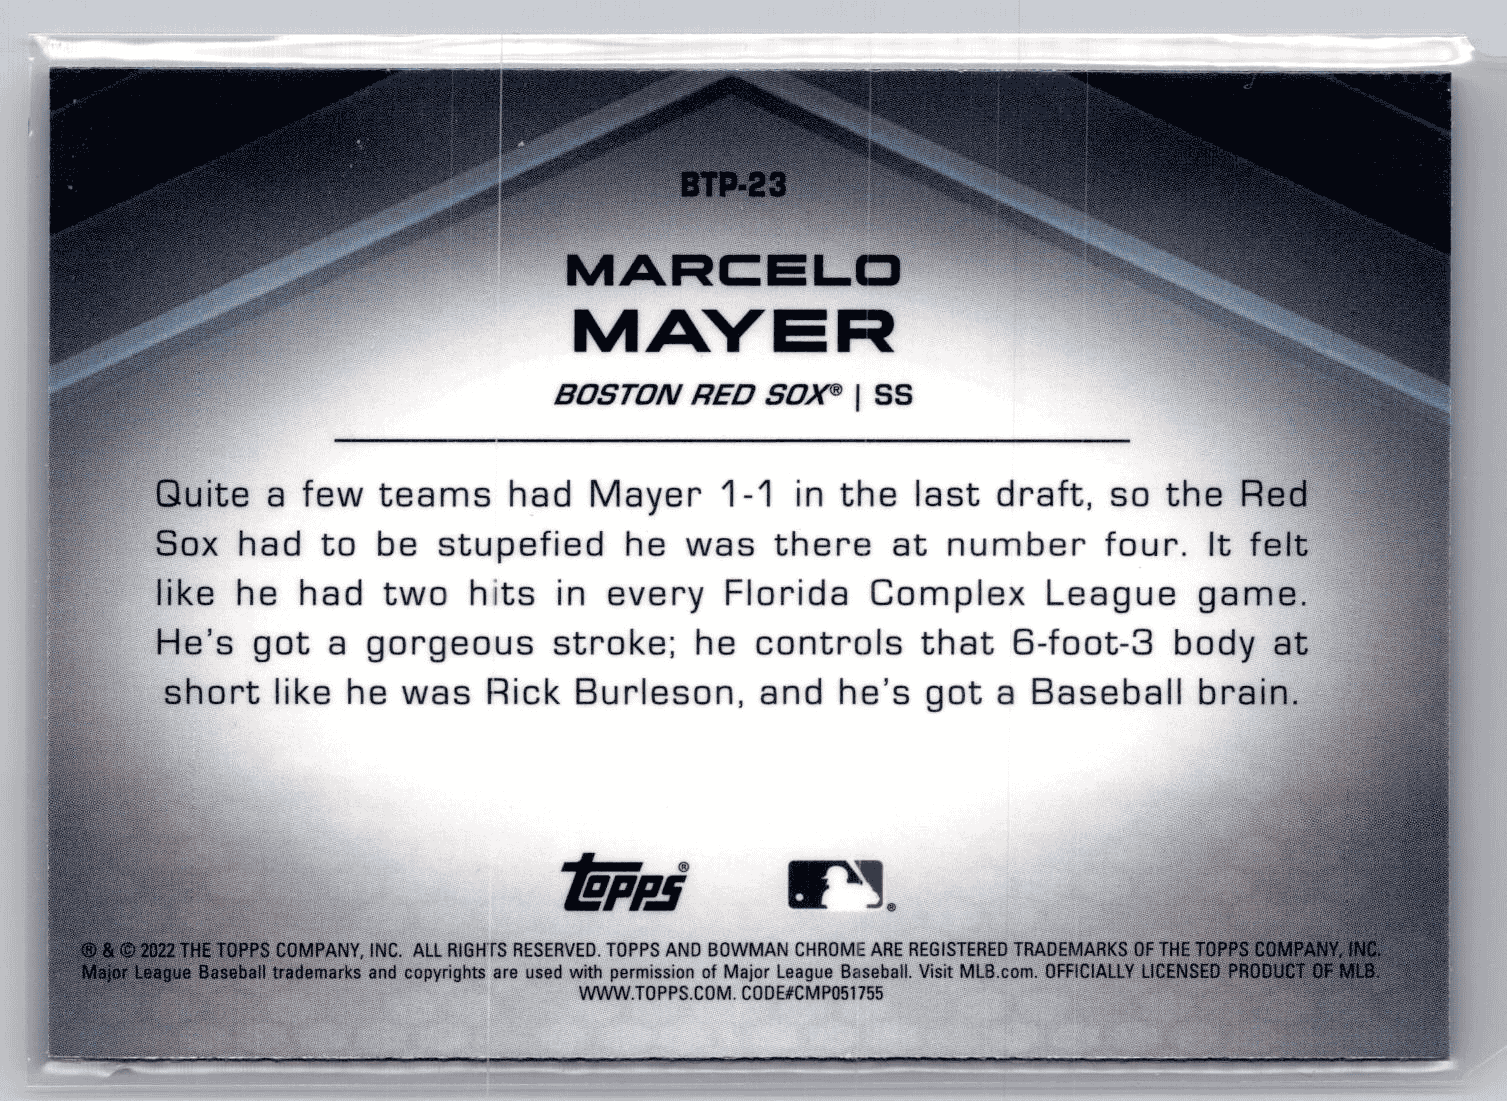 BTP-23
MARCELO
MAYER
BOSTON RED SOX® | SS
Quite a few teams had Mayer 1-1 in the last draft, so the Red
Sox had to be stupefied he was there at number four. It felt
like he had two hits in every Florida Complex League game.
He's got a gorgeous stroke; he controls that 6-foot-3 body at
short like he was Rick Burleson, and he's got a Baseball brain.
Topps® ®
® & © 2022 THE TOPPS COMPANY, INC. ALL RIGHTS RESERVED. TOPPS AND BOWMAN CHROME ARE REGISTERED TRADEMARKS OF THE TOPPS COMPANY, INC.
Major League Baseball trademarks and copyrights are used with permission of Major League Baseball. Visit MLB.com. OFFICIALLY LICENSED PRODUCT OF MLB.
WWW.TOPPS.COM. CODE#CMP051755